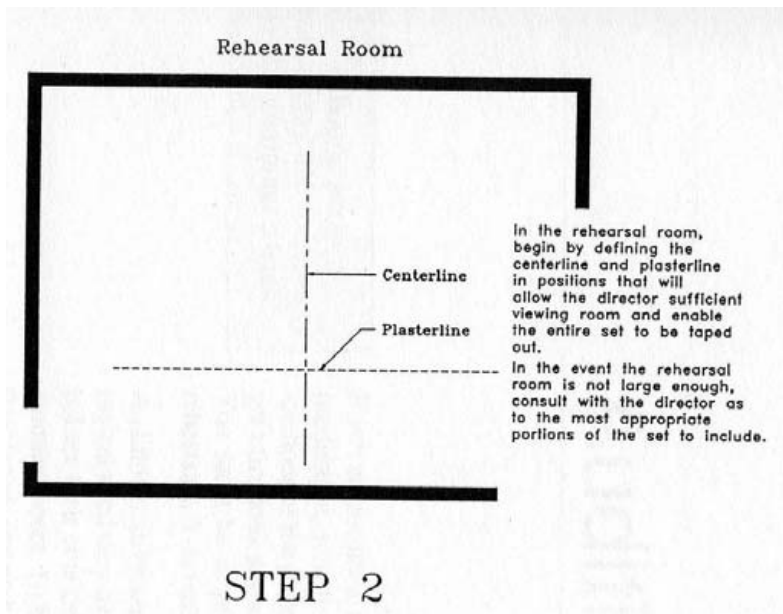 Rehearsal Room
Centerline
Plasterline
In the rehearsal room,
begin by defining the
centerline and plasterline
in positions that will
allow the director sufficient
viewing room and enable
the entire set to be taped
out.
In the event the rehearsal
room is not large enough,
consult with the director as
to the most appropriate
portions of the set to include.
STEP 2